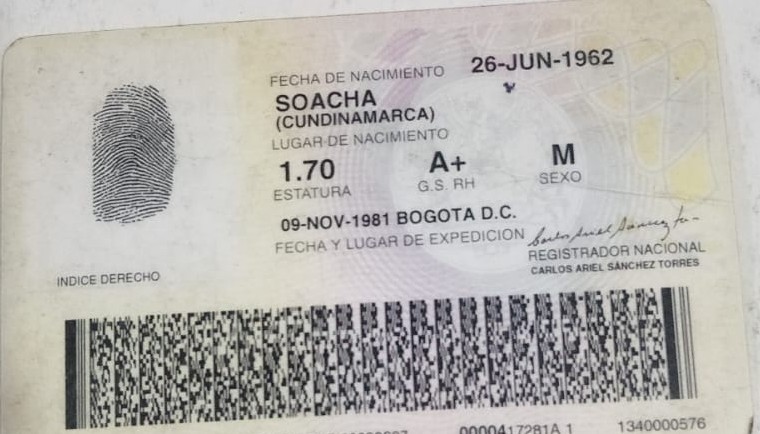 FECHA DE NACIMIENTO 26-JUN-1962
SOACHA
(CUNDINAMARCA)
LUGAR DE NACIMIENTO
1.70 A+ M
ESTATURA G.S. RH SEXO
09-NOV-1981 BOGOTA D.C.
FECHA Y LUGAR DE EXPEDICION
REGISTRADOR NACIONAL
CARLOS ARIEL SÁNCHEZ TORRES
INDICE DERECHO
0000417281A 1 1340000576